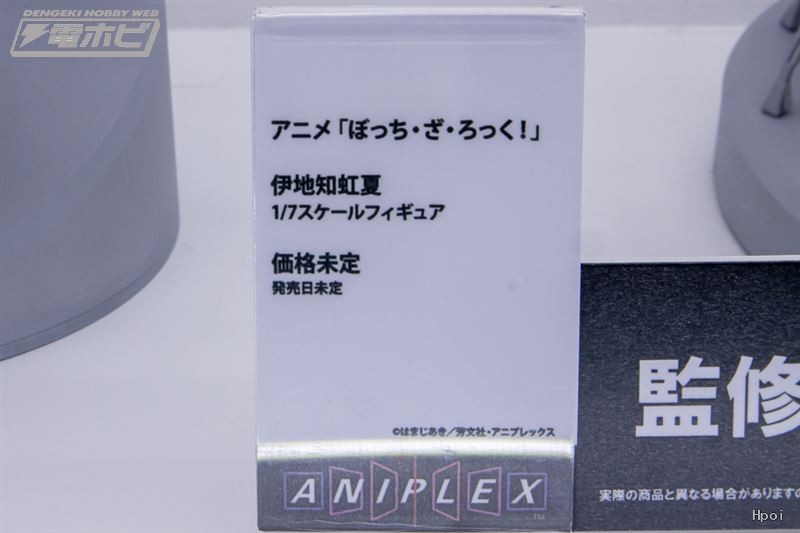 DENGEKI HOBBY WEB
電ホビ
アニメ「ぼっち・ざ・ろっく！」
伊地知虹夏
1/7スケールフィギュア
価格未定
発売日未定
©はまじあき／芳文社・アニプレックス
ANIPLEX
TM
監修
実際の商品と異なる場合がありますの
Hpoi